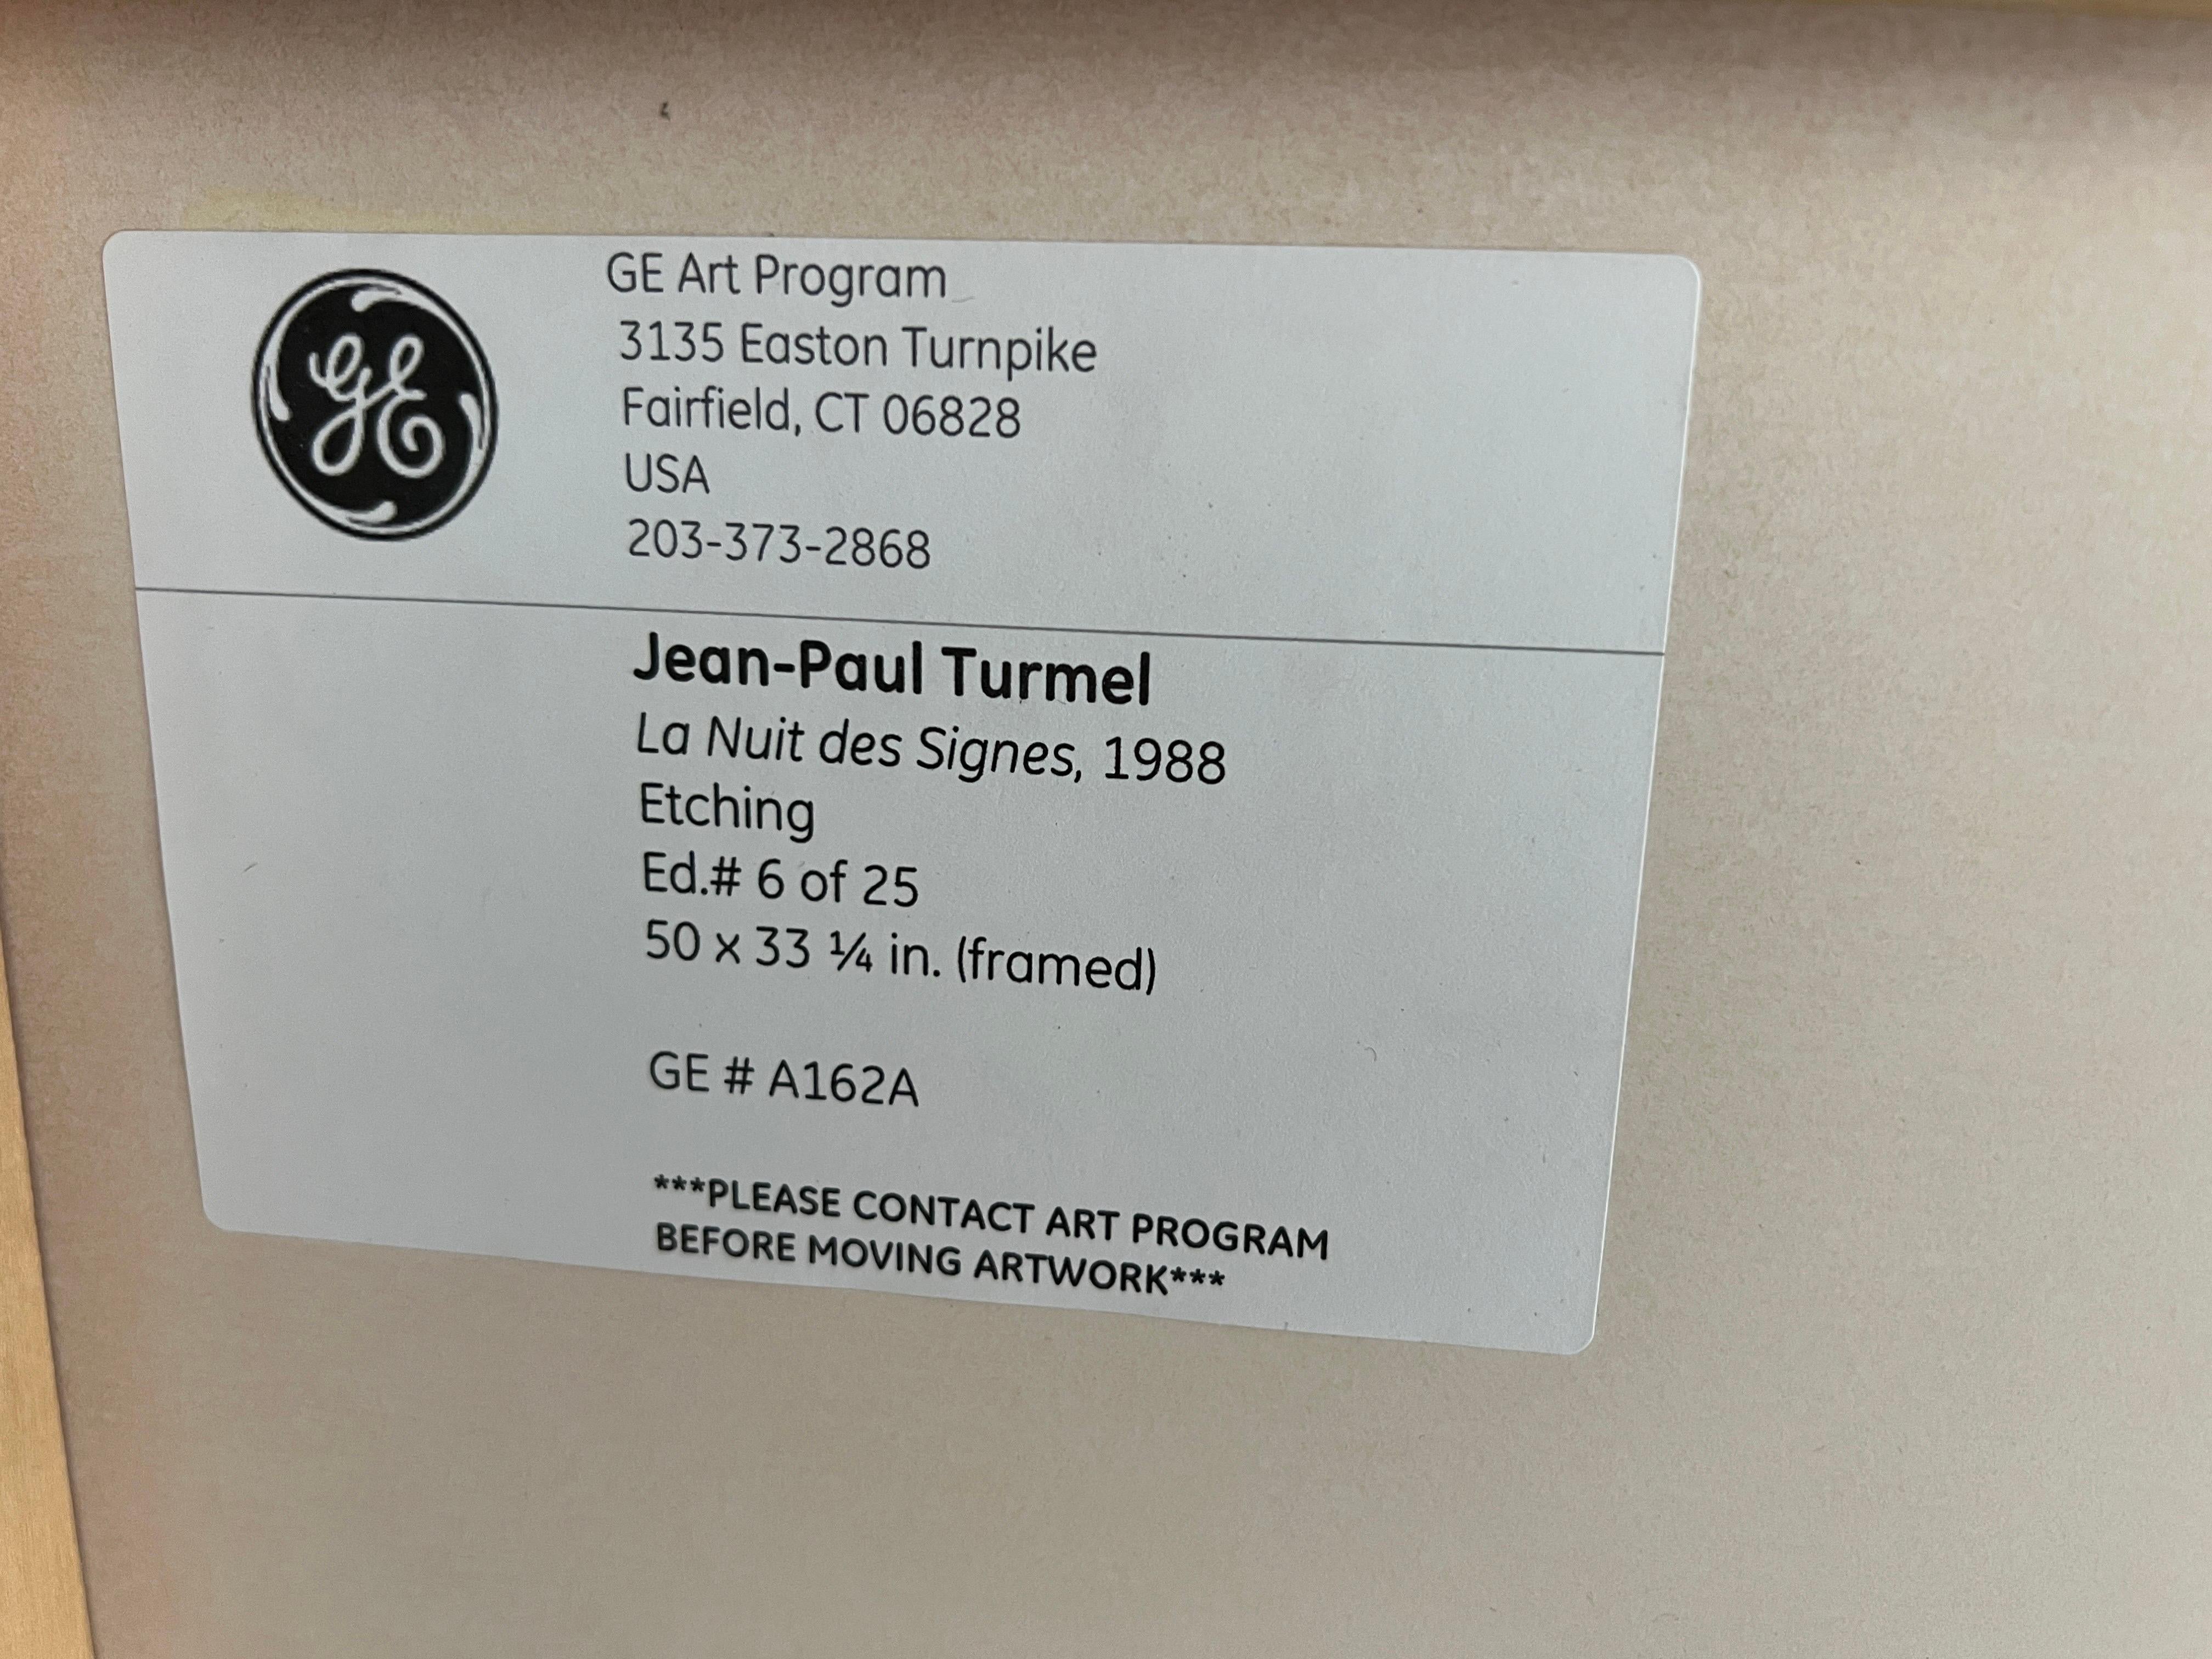 GE
GE Art Program
3135 Easton Turnpike
Fairfield, CT 06828
USA
203-373-2868
Jean-Paul Turmel
La Nuit des Signes, 1988
Etching
Ed.# 6 of 25
50 x 33 ¼ in. (framed)
GE # A162A
***PLEASE CONTACT ART PROGRAM
BEFORE MOVING ARTWORK***